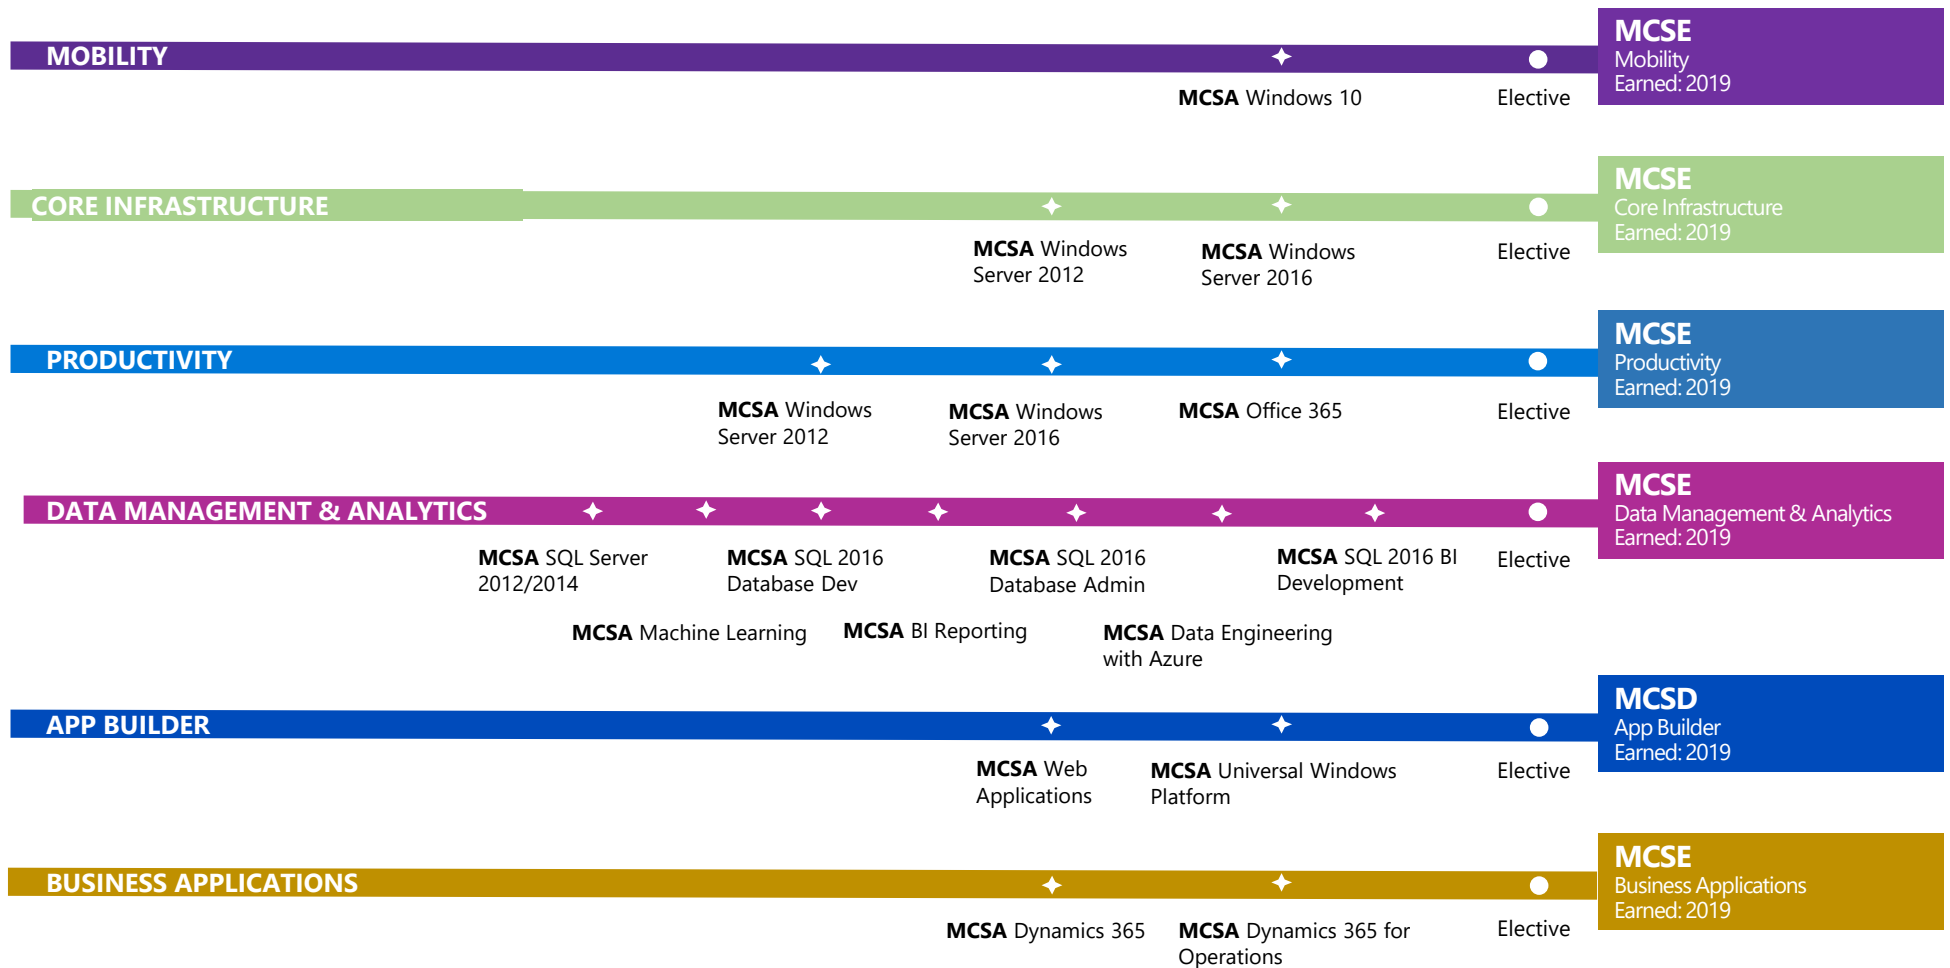 MOBILITY
MCSA Windows 10
Elective
MCSE
Mobility
Earned: 2019
CORE INFRASTRUCTURE
MCSA Windows
Server 2012
MCSA Windows
Server 2016
Elective
MCSE
Core Infrastructure
Earned: 2019
PRODUCTIVITY
MCSA Windows
Server 2012
MCSA Windows
Server 2016
MCSA Office 365
Elective
MCSE
Productivity
Earned: 2019
DATA MANAGEMENT & ANALYTICS
MCSA SQL Server
2012/2014
MCSA Machine Learning
MCSA SQL 2016
Database Dev
MCSA BI Reporting
MCSA SQL 2016
Database Admin
MCSA Data Engineering
with Azure
MCSA SQL 2016 BI
Development
Elective
MCSE
Data Management & Analytics
Earned: 2019
APP BUILDER
MCSA Web
Applications
MCSA Universal Windows
Platform
Elective
MCSD
App Builder
Earned: 2019
BUSINESS APPLICATIONS
MCSA Dynamics 365
MCSA Dynamics 365 for
Operations
Elective
MCSE
Business Applications
Earned: 2019